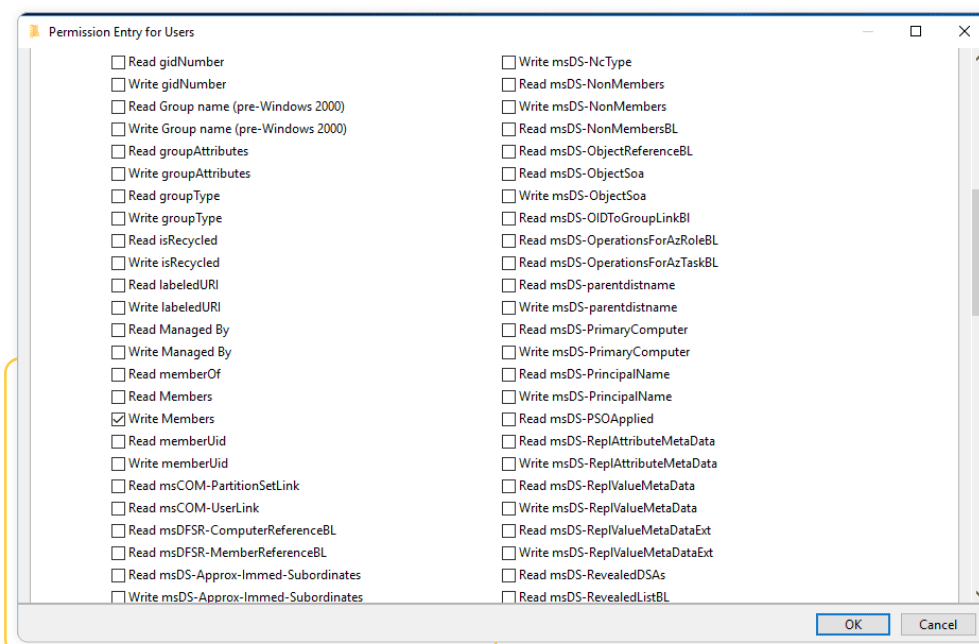 Permission Entry for Users
Read gidNumber
Write gidNumber
Read Group name (pre-Windows 2000)
Write Group name (pre-Windows 2000)
Read groupAttributes
Write groupAttributes
Read groupType
Write groupType
Read isRecycled
Write isRecycled
Read labeledURI
Write labeledURI
Read Managed By
Write Managed By
Read memberOf
Read Members
Write Members
Read memberUid
Write memberUid
Read msCOM-PartitionSetLink
Read msCOM-UserLink
Read msDFSR-ComputerReferenceBL
Read msDFSR-MemberReferenceBL
Read msDS-Approx-Immed-Subordinates
Write msDS-Approx-Immed-Subordinates
Write msDS-NcType
Read msDS-NonMembers
Write msDS-NonMembers
Read msDS-NonMembersBL
Read msDS-ObjectReferenceBL
Read msDS-ObjectSoa
Write msDS-ObjectSoa
Read msDS-OIDToGroupLinkBl
Read msDS-OperationsForAzRoleBL
Read msDS-OperationsForAzTaskBL
Read msDS-parentdistname
Write msDS-parentdistname
Read msDS-PrimaryComputer
Write msDS-PrimaryComputer
Read msDS-PrincipalName
Write msDS-PrincipalName
Read msDS-PSOApplied
Read msDS-ReplAttributeMetaData
Write msDS-ReplAttributeMetaData
Read msDS-ReplValueMetaData
Write msDS-ReplValueMetaData
Read msDS-ReplValueMetaDataExt
Write msDS-ReplValueMetaDataExt
Read msDS-RevealedDSAs
Read msDS-RevealedListBL
OK
Cancel